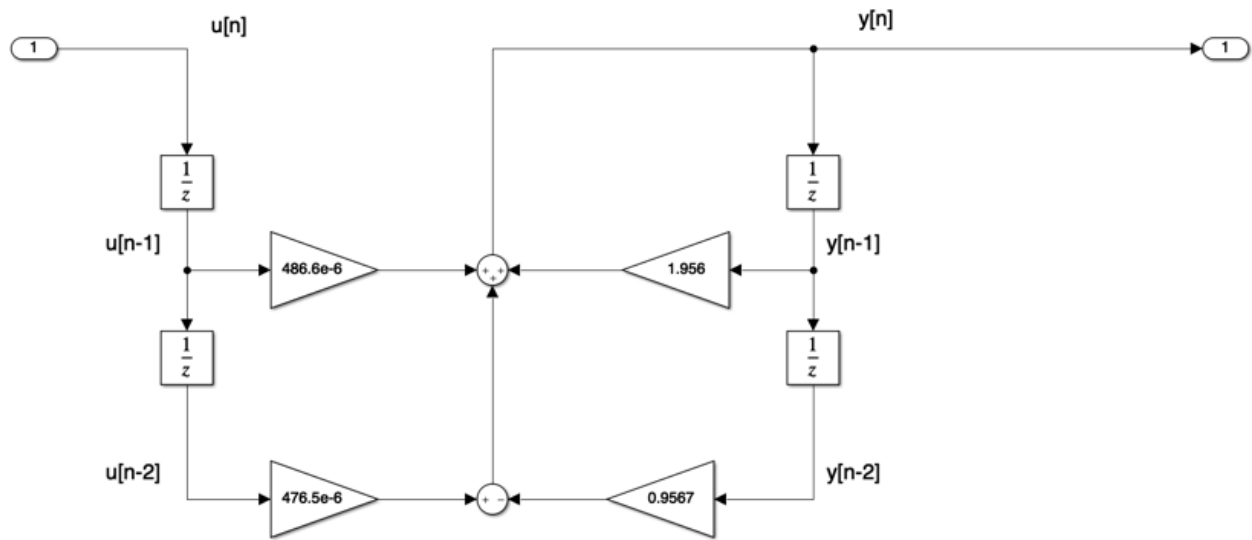 u[n]
y[n]
1
1
1
z
1
z
u[n-1]
y[n-1]
486.6e-6
+ + +
1.956
1
z
1
z
u[n-2]
y[n-2]
476.5e-6
+ −
0.9567